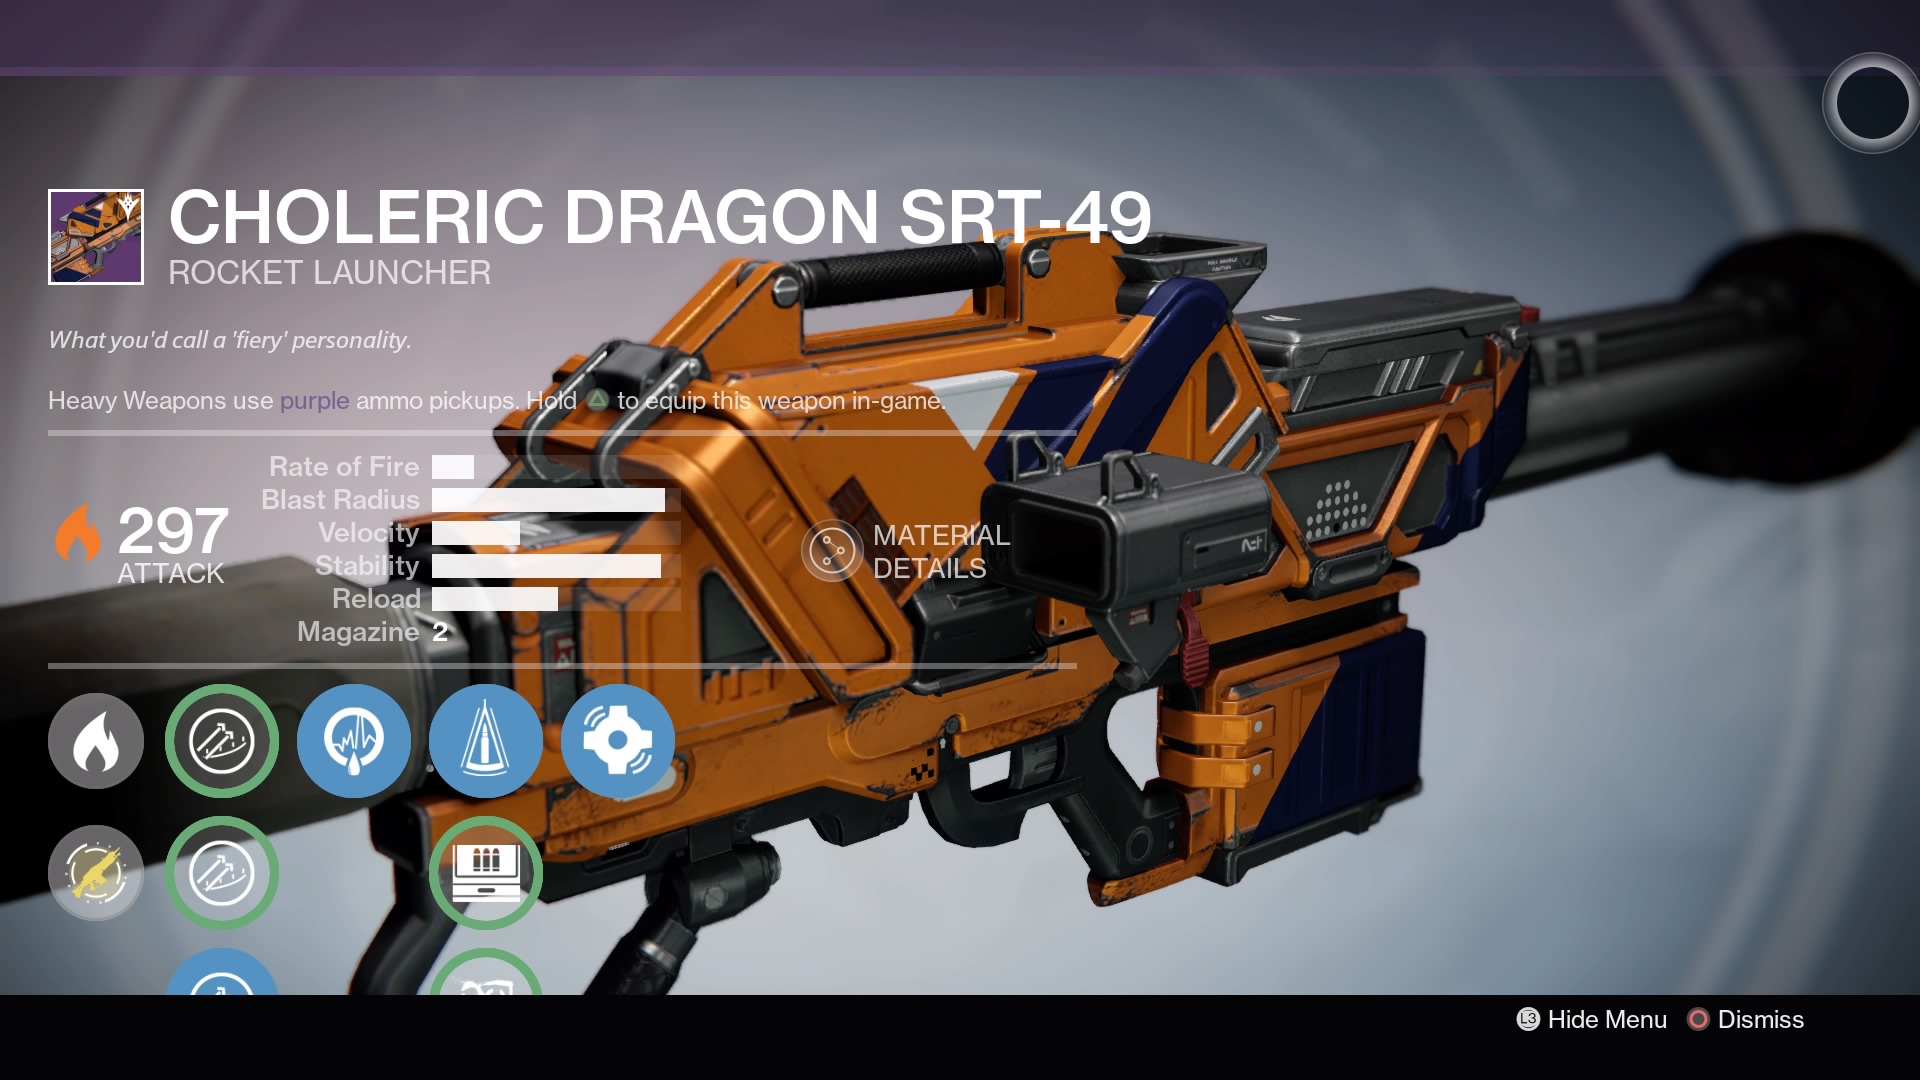 CHOLERIC DRAGON SRT-49
ROCKET LAUNCHER
What you'd call a 'fiery' personality.
Heavy Weapons use purple ammo pickups. Hold to equip this weapon in-game.
297
ATTACK
Rate of Fire
Blast Radius
Velocity
Stability
Reload
Magazine 2
MATERIAL
DETAILS
L3 Hide Menu
Dismiss